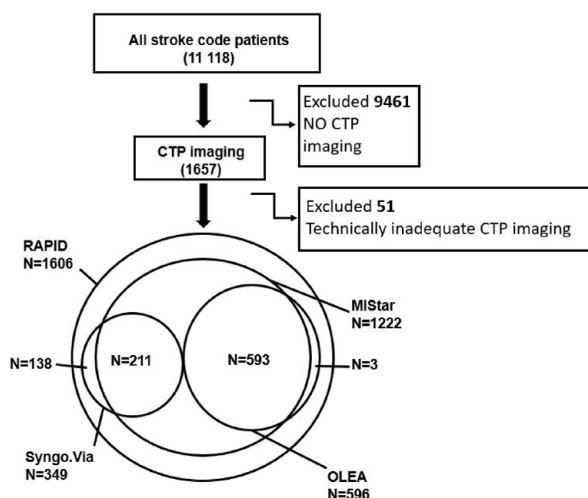 All stroke code patients
(11 118)
Excluded 9461
NO CTP
imaging
CTP imaging
(1657)
Excluded 51
Technically inadequate CTP imaging
RAPID
N=1606
MIStar
N=1222
N=138
N=211
N=593
N=3
Syngo.Via
N=349
OLEA
N=596